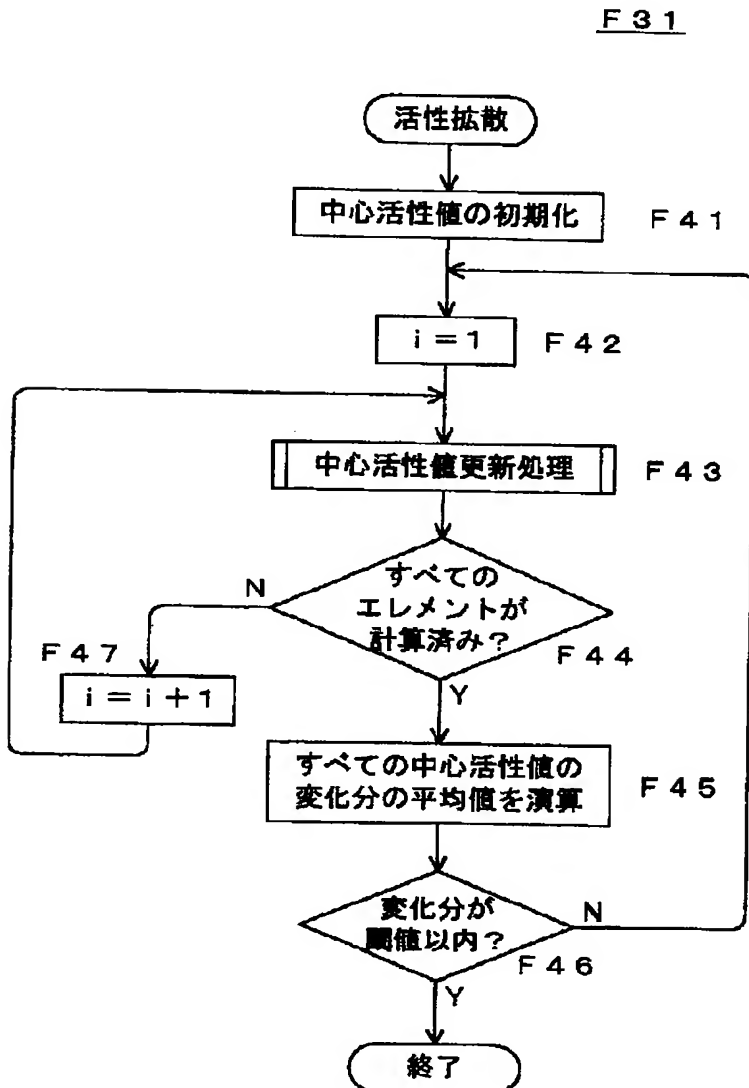 F31
活性拡散
中心活性値の初期化
F41
i=1
F42
中心活性値更新処理
F43
すべての
エレメントが
計算済み?
N
F44
F47
Y
i=i+1
すべての中心活性値の
変化分の平均値を演算
F45
変化分が
閾値以内?
N
F46
Y
終了